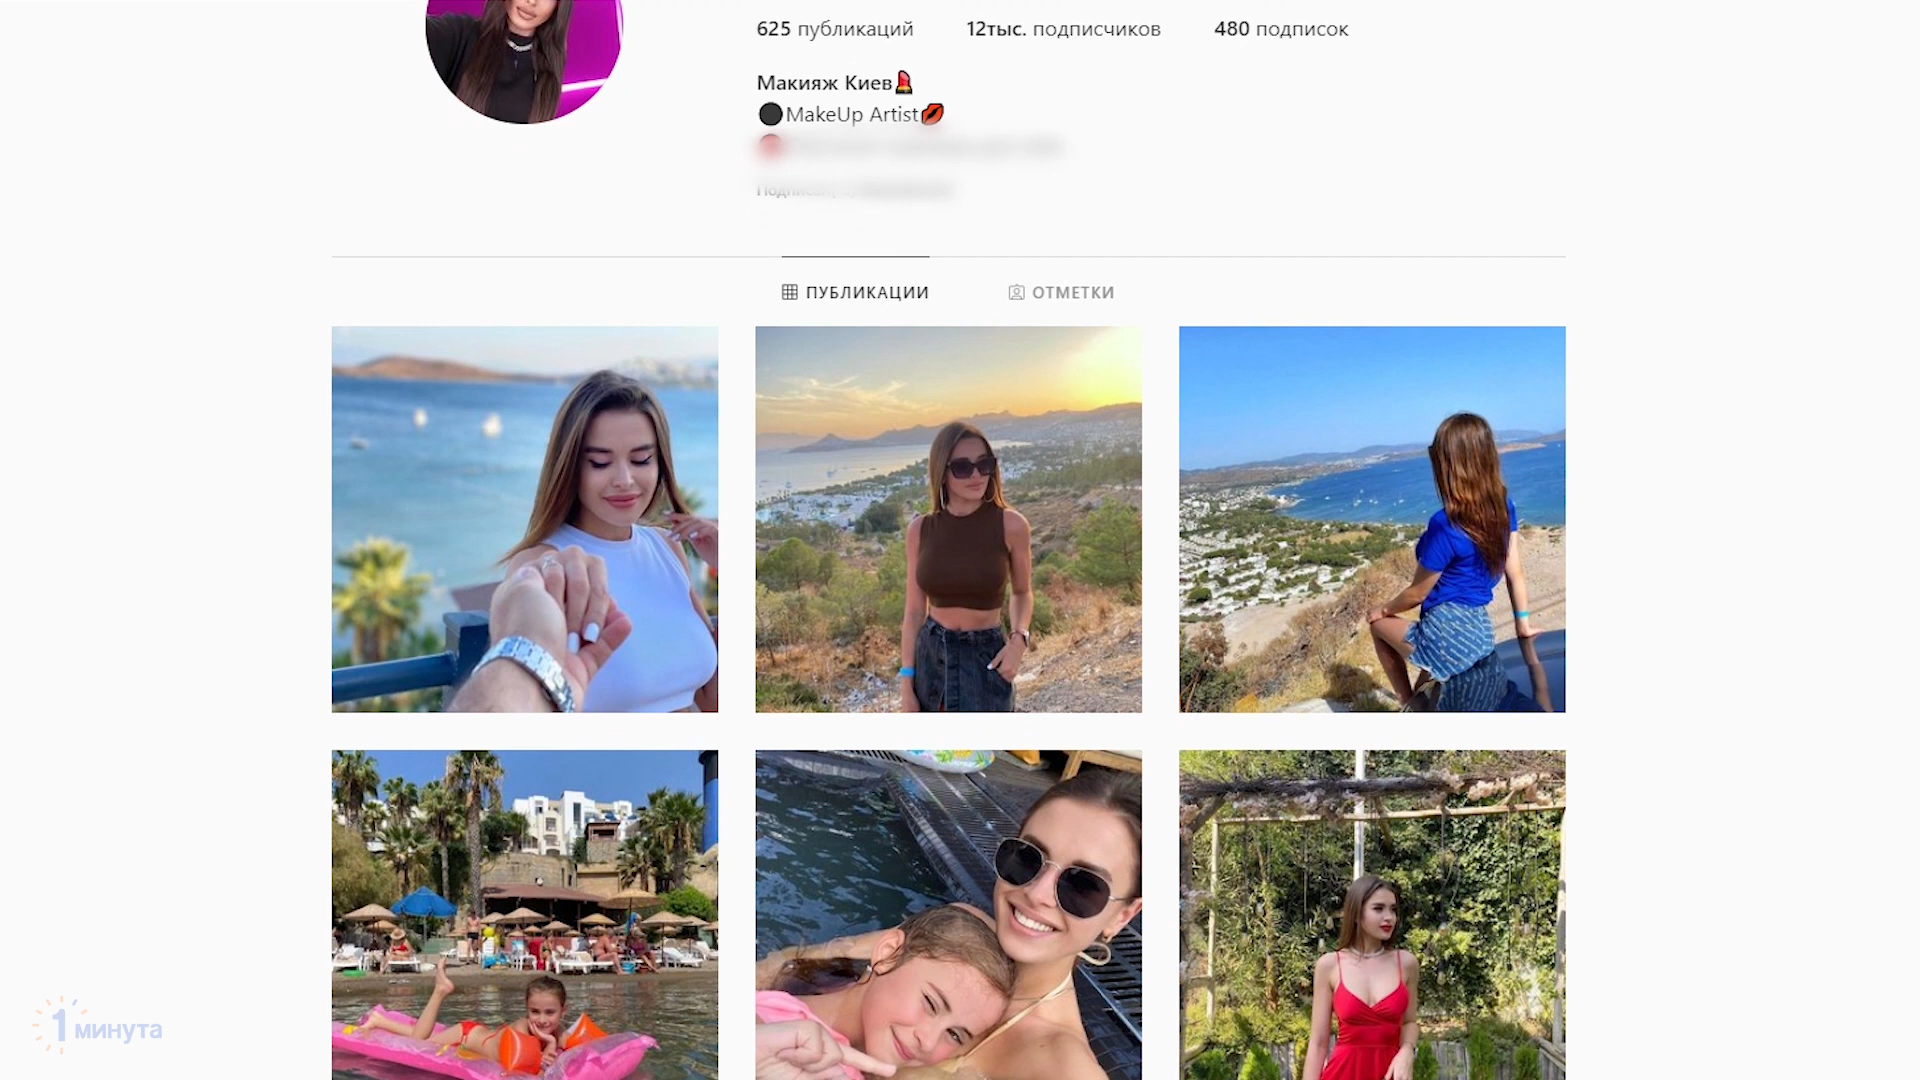 625 публикаций 12тыс. подписчиков 480 подписок
Макияж Киев
MakeUp Artist
ПУБЛИКАЦИИ ОТМЕТКИ
1 минута